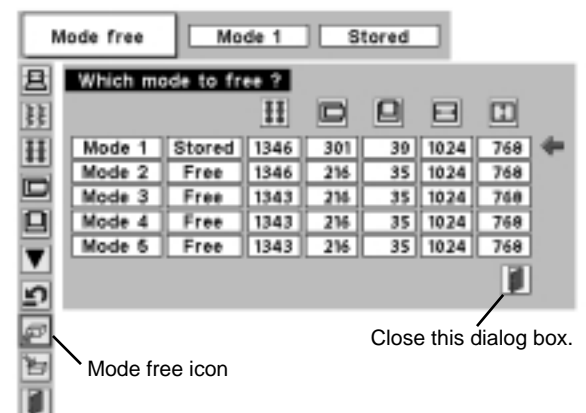 Mode free Mode 1 Stored
Which mode to free ?
Mode 1 Stored 1346 301 39 1024 768
Mode 2 Free 1346 216 35 1024 768
Mode 3 Free 1343 216 35 1024 768
Mode 4 Free 1343 216 35 1024 768
Mode 5 Free 1343 216 35 1024 768
Close this dialog box.
Mode free icon